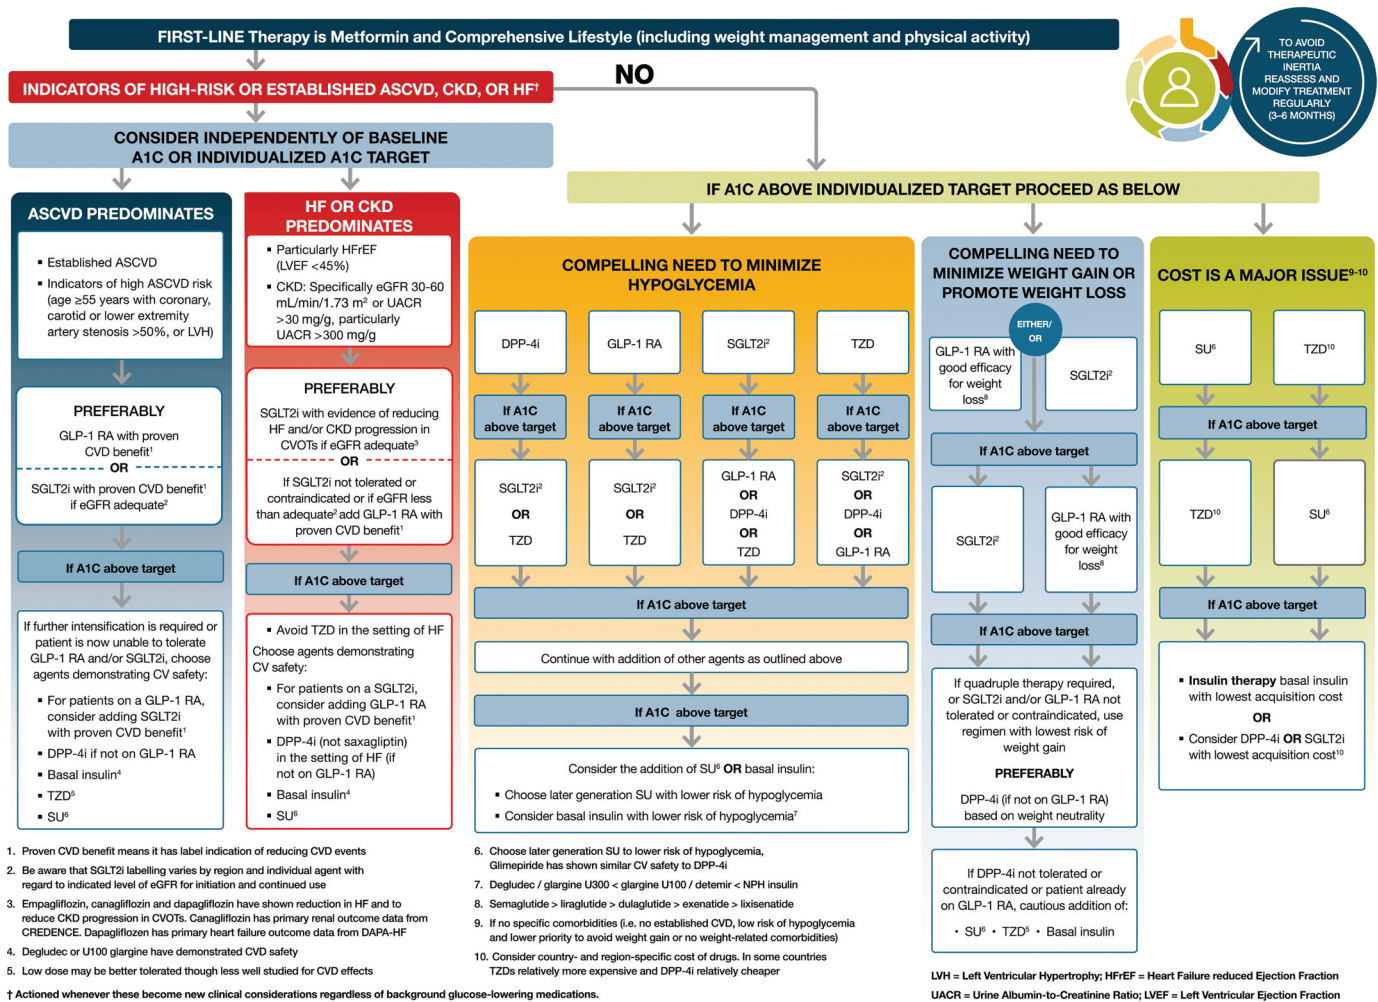 FIRST-LINE Therapy is Metformin and Comprehensive Lifestyle (including weight management and physical activity)
TO AVOID
THERAPEUTIC
INERTIA
REASSESS AND
MODIFY TREATMENT
REGULARLY
(3–6 MONTHS)
INDICATORS OF HIGH-RISK OR ESTABLISHED ASCVD, CKD, OR HF†
NO
CONSIDER INDEPENDENTLY OF BASELINE
A1C OR INDIVIDUALIZED A1C TARGET
IF A1C ABOVE INDIVIDUALIZED TARGET PROCEED AS BELOW
ASCVD PREDOMINATES
▪ Established ASCVD
▪ Indicators of high ASCVD risk
(age ≥55 years with coronary,
carotid or lower extremity
artery stenosis >50%, or LVH)
PREFERABLY
GLP-1 RA with proven
CVD benefit¹
OR
SGLT2i with proven CVD benefit¹
if eGFR adequate²
If A1C above target
If further intensification is required or
patient is now unable to tolerate
GLP-1 RA and/or SGLT2i, choose
agents demonstrating CV safety:
▪ For patients on a GLP-1 RA,
consider adding SGLT2i
with proven CVD benefit¹
▪ DPP-4i if not on GLP-1 RA
▪ Basal insulin⁴
▪ TZD⁵
▪ SU⁶
HF OR CKD
PREDOMINATES
▪ Particularly HFrEF
(LVEF <45%)
▪ CKD: Specifically eGFR 30-60
mL/min/1.73 m² or UACR
>30 mg/g, particularly
UACR >300 mg/g
PREFERABLY
SGLT2i with evidence of reducing
HF and/or CKD progression in
CVOTs if eGFR adequate³
OR
If SGLT2i not tolerated or
contraindicated or if eGFR less
than adequate² add GLP-1 RA with
proven CVD benefit¹
If A1C above target
▪ Avoid TZD in the setting of HF
Choose agents demonstrating
CV safety:
▪ For patients on a SGLT2i,
consider adding GLP-1 RA
with proven CVD benefit¹
▪ DPP-4i (not saxagliptin)
in the setting of HF (if
not on GLP-1 RA)
▪ Basal insulin⁴
▪ SU⁶
COMPELLING NEED TO MINIMIZE
HYPOGLYCEMIA
DPP-4i
GLP-1 RA
SGLT2i²
TZD
If A1C
above target
If A1C
above target
If A1C
above target
If A1C
above target
SGLT2i²
OR
TZD
SGLT2i²
OR
TZD
GLP-1 RA
OR
DPP-4i
OR
TZD
SGLT2i²
OR
DPP-4i
OR
GLP-1 RA
If A1C above target
Continue with addition of other agents as outlined above
If A1C above target
Consider the addition of SU⁶ OR basal insulin:
▪ Choose later generation SU with lower risk of hypoglycemia
▪ Consider basal insulin with lower risk of hypoglycemia⁷
COMPELLING NEED TO
MINIMIZE WEIGHT GAIN OR
PROMOTE WEIGHT LOSS
EITHER/
OR
GLP-1 RA with
good efficacy
for weight
loss⁸
SGLT2i²
If A1C above target
SGLT2i²
GLP-1 RA with
good efficacy
for weight
loss⁸
If A1C above target
If quadruple therapy required,
or SGLT2i and/or GLP-1 RA not
tolerated or contraindicated, use
regimen with lowest risk of
weight gain
PREFERABLY
DPP-4i (if not on GLP-1 RA)
based on weight neutrality
If DPP-4i not tolerated or
contraindicated or patient already
on GLP-1 RA, cautious addition of:
• SU⁶ • TZD⁵ • Basal insulin
COST IS A MAJOR ISSUE⁹⁻¹⁰
SU⁶
TZD¹⁰
If A1C above target
TZD¹⁰
SU⁶
If A1C above target
▪ Insulin therapy basal insulin
with lowest acquisition cost
OR
▪ Consider DPP-4i OR SGLT2i
with lowest acquisition cost¹⁰
1. Proven CVD benefit means it has label indication of reducing CVD events
2. Be aware that SGLT2i labelling varies by region and individual agent with
regard to indicated level of eGFR for initiation and continued use
3. Empagliflozin, canagliflozin and dapagliflozin have shown reduction in HF and to
reduce CKD progression in CVOTs. Canagliflozin has primary renal outcome data from
CREDENCE. Dapagliflozen has primary heart failure outcome data from DAPA-HF
4. Degludec or U100 glargine have demonstrated CVD safety
5. Low dose may be better tolerated though less well studied for CVD effects
6. Choose later generation SU to lower risk of hypoglycemia,
Glimepiride has shown similar CV safety to DPP-4i
7. Degludec / glargine U300 < glargine U100 / detemir < NPH insulin
8. Semaglutide > liraglutide > dulaglutide > exenatide > lixisenatide
9. If no specific comorbidities (i.e. no established CVD, low risk of hypoglycemia
and lower priority to avoid weight gain or no weight-related comorbidities)
10. Consider country- and region-specific cost of drugs. In some countries
TZDs relatively more expensive and DPP-4i relatively cheaper
† Actioned whenever these become new clinical considerations regardless of background glucose-lowering medications.
LVH = Left Ventricular Hypertrophy; HFrEF = Heart Failure reduced Ejection Fraction
UACR = Urine Albumin-to-Creatinine Ratio; LVEF = Left Ventricular Ejection Fraction